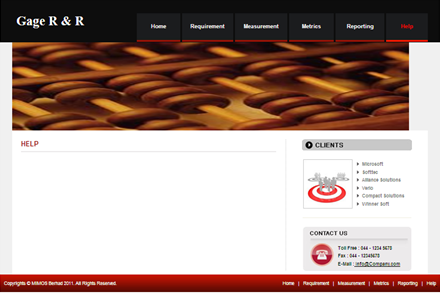 Gage R & R
Home
Requirement
Measurement
Metrics
Reporting
Help
HELP
CLIENTS
Microsoft
Softtec
Alliance Solutions
Verio
Compact Solutions
Winner Soft
CONTACT US
Toll Free : 044 - 1234 5678
Fax : 044 - 12345678
E-Mail : info@Company.com
Copyrights © MIMOS Berhad 2011. All Rights Reserved.
Home | Requirement | Measurement | Metrics | Reporting | Help